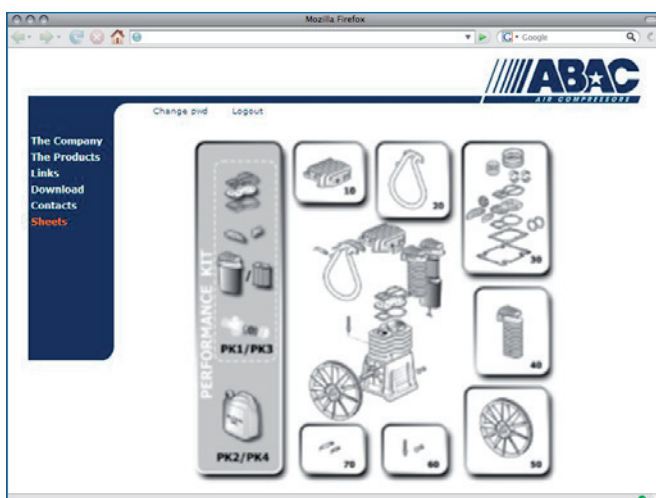 Mozilla Firefox
Google
ABAC
AIR COMPRESSORS
Change pwd Logout
The Company
The Products
Links
Download
Contacts
Sheets
PERFORMANCE KIT
PK1/PK3
PK2/PK4
10
20
30
40
50
60
70